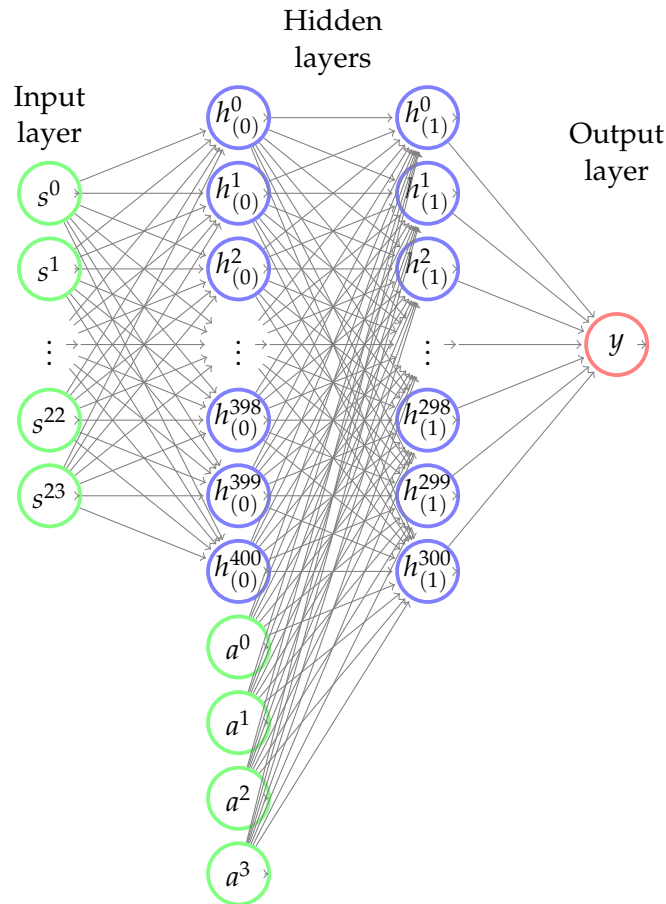 Hidden
layers
Input
layer
Output
layer
s^0
s^1
⋮
s^22
s^23
h^0_(0)
h^1_(0)
h^2_(0)
⋮
h^398_(0)
h^399_(0)
h^400_(0)
a^0
a^1
a^2
a^3
h^0_(1)
h^1_(1)
h^2_(1)
⋮
h^298_(1)
h^299_(1)
h^300_(1)
y